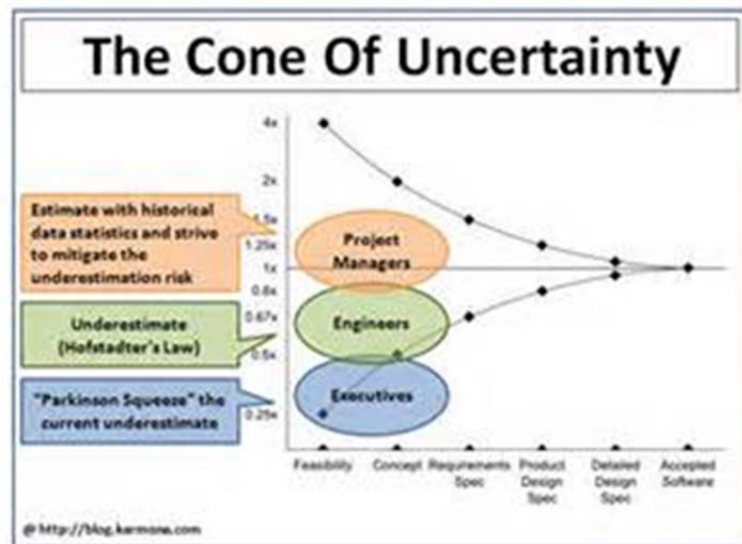 The Cone Of Uncertainty
4x
2x
1.5x
1.25x
1x
0.8x
0.67x
0.5x
0.25x
Estimate with historical
data statistics and strive
to mitigate the
underestimation risk
Project
Managers
Underestimate
(Hofstadter's Law)
Engineers
"Parkinson Squeeze" the
current underestimate
Executives
Feasibility
Concept
Requirements
Spec
Product
Design
Spec
Detailed
Design
Spec
Accepted
Software
@ http://blog.karmona.com